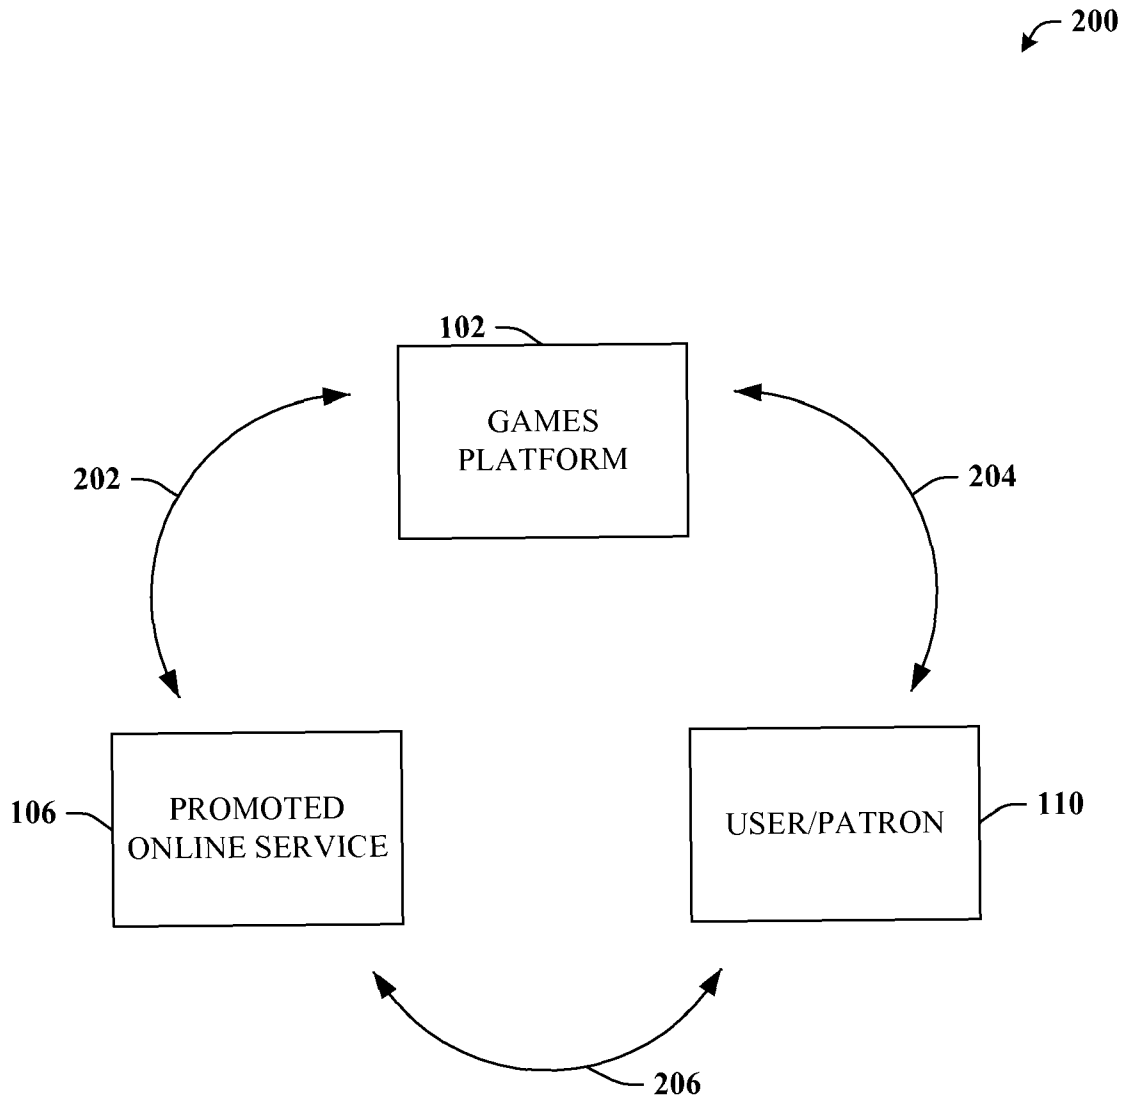 200
102
GAMES
PLATFORM
202
204
106
PROMOTED
ONLINE SERVICE
USER/PATRON
110
206